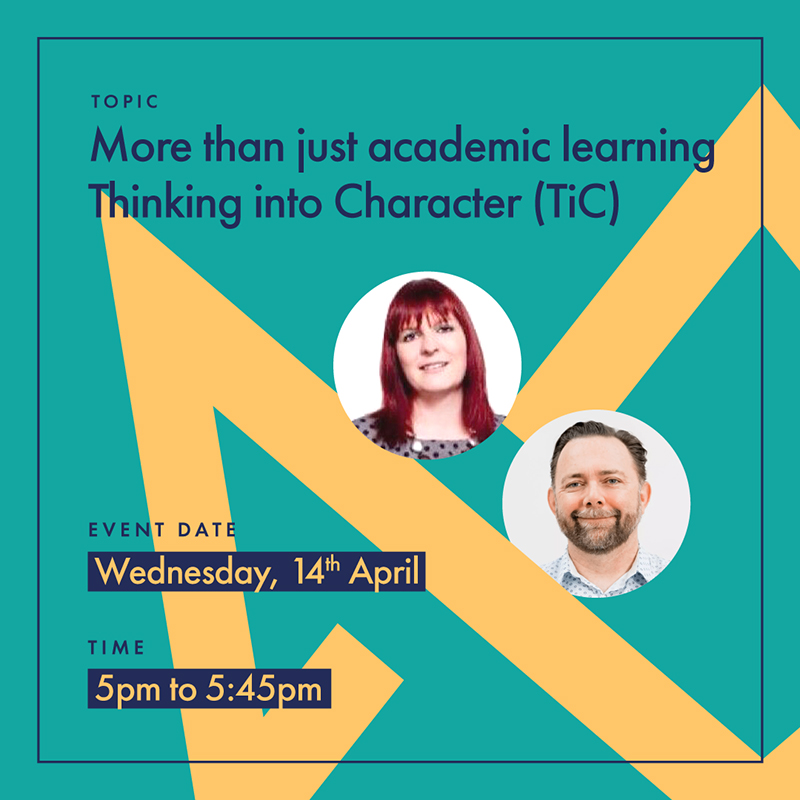 TOPIC
More than just academic learning
Thinking into Character (TiC)
EVENT DATE
Wednesday, 14th April
TIME
5pm to 5:45pm